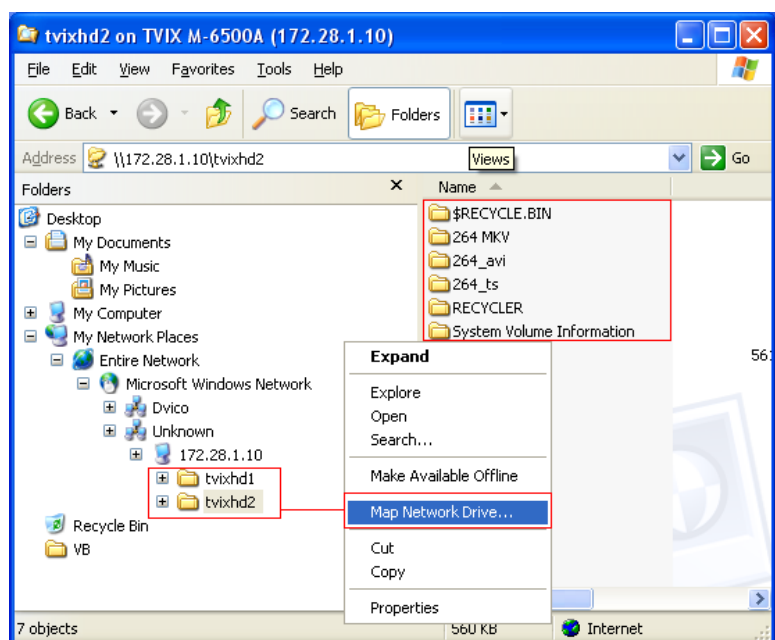 tvixhd2 on TVIX M-6500A (172.28.1.10)
File Edit View Favorites Tools Help
Back Search Folders
Address \\172.28.1.10\tvixhd2 Views Go
Folders
Desktop
My Documents
My Music
My Pictures
My Computer
My Network Places
Entire Network
Microsoft Windows Network
Dvico
Unknown
172.28.1.10
tvixhd1
tvixhd2
Recycle Bin
VB
Name
$RECYCLE.BIN
264 MKV
264_avi
264_ts
RECYCLER
System Volume Information
561
Expand
Explore
Open
Search...
Make Available Offline
Map Network Drive...
Cut
Copy
Properties
7 objects 560 KB Internet